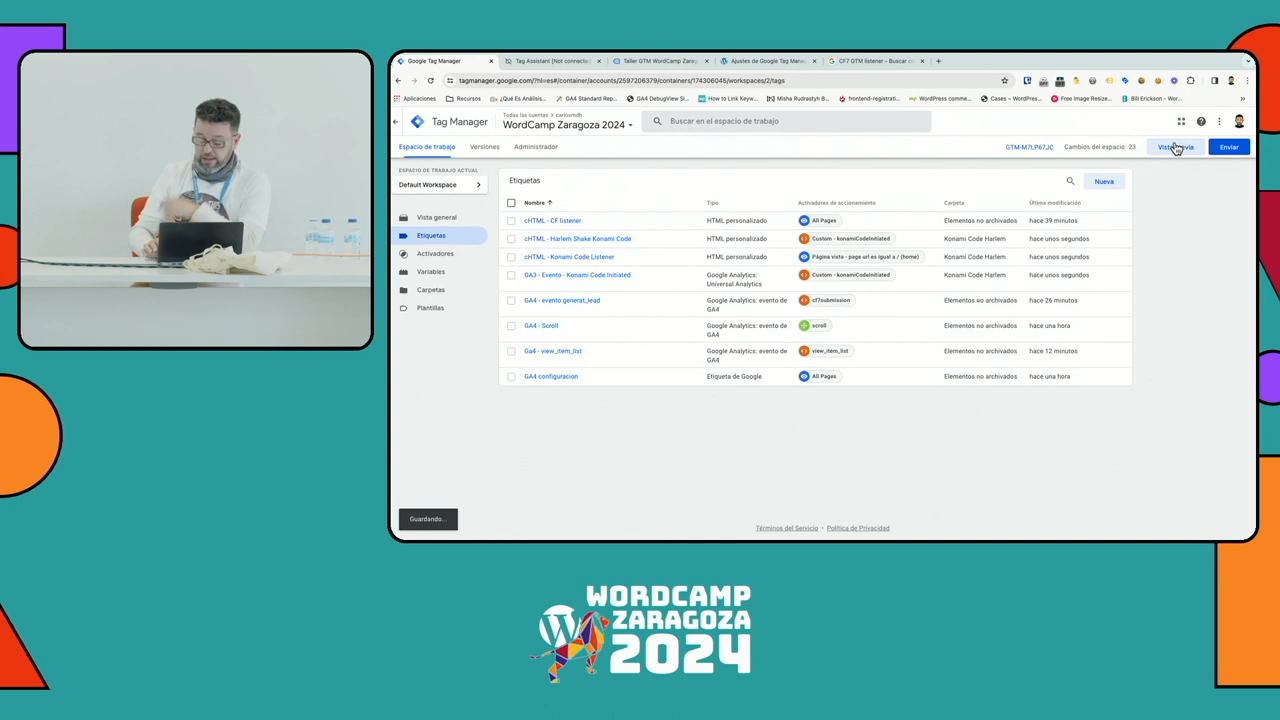 Google Tag Manager
Tag Assistant [Not connected
Taller GTM WordCamp Zarag
Ajustes de Google Tag Mana
CF7 GTM listener - Buscar co
tagmanager.google.com/?hl=es#/container/accounts/2597206379/containers/174306045/workspaces/2/tags
Aplicaciones
Recursos
¿Qué Es Análisis...
GA4 Standard Rep...
GA4 DebugView Si...
How to Link Keyw...
Misha Rudrastyh B...
frontend-registrati...
WordPress comme...
Cases – WordPres...
Free Image Resize...
Bill Erickson - Wor...
Tag Manager
Todas las cuentas > carlosmdh
WordCamp Zaragoza 2024
Buscar en el espacio de trabajo
Espacio de trabajo
Versiones
Administrador
GTM-M7LP67JC
Cambios del espacio: 23
Enviar
ESPACIO DE TRABAJO ACTUAL
Default Workspace
Vista general
Etiquetas
Activadores
Variables
Carpetas
Plantillas
Etiquetas
Nueva
Nombre Tipo Activadores de accionamiento Carpeta Última modificación
cHTML - CF listener HTML personalizado All Pages Elementos no archivados hace 39 minutos
cHTML - Harlem Shake Konami Code HTML personalizado Custom - konamiCodeInitiated Konami Code Harlem hace unos segundos
cHTML - Konami Code Listener HTML personalizado Página vista - page url es igual a / (home) Konami Code Harlem hace unos segundos
GA3 - Evento - Konami Code Initiated Google Analytics: Custom - konamiCodeInitiated Konami Code Harlem hace unos segundos
Universal Analytics
GA4 - evento generat_lead Google Analytics: evento de cf7submission Elementos no archivados hace 26 minutos
GA4
GA4 - Scroll Google Analytics: evento de scroll Elementos no archivados hace una hora
GA4
Ga4 - view_item_list Google Analytics: evento de view_item_list Elementos no archivados hace 12 minutos
GA4
GA4 configuracion Etiqueta de Google All Pages Elementos no archivados hace una hora
Guardando...
Términos del Servicio • Política de Privacidad
WORDCAMP
ZARAGOZA
2024